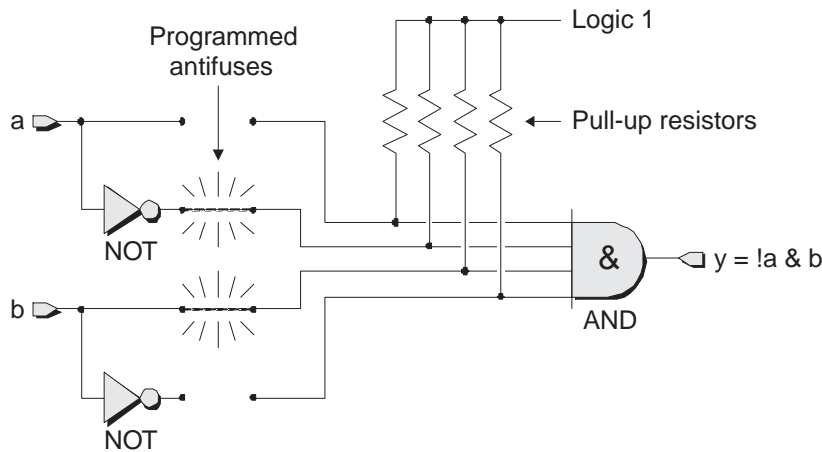 Programmed
antifuses
Logic 1
a
Pull-up resistors
NOT
&
y = !a & b
b
AND
NOT